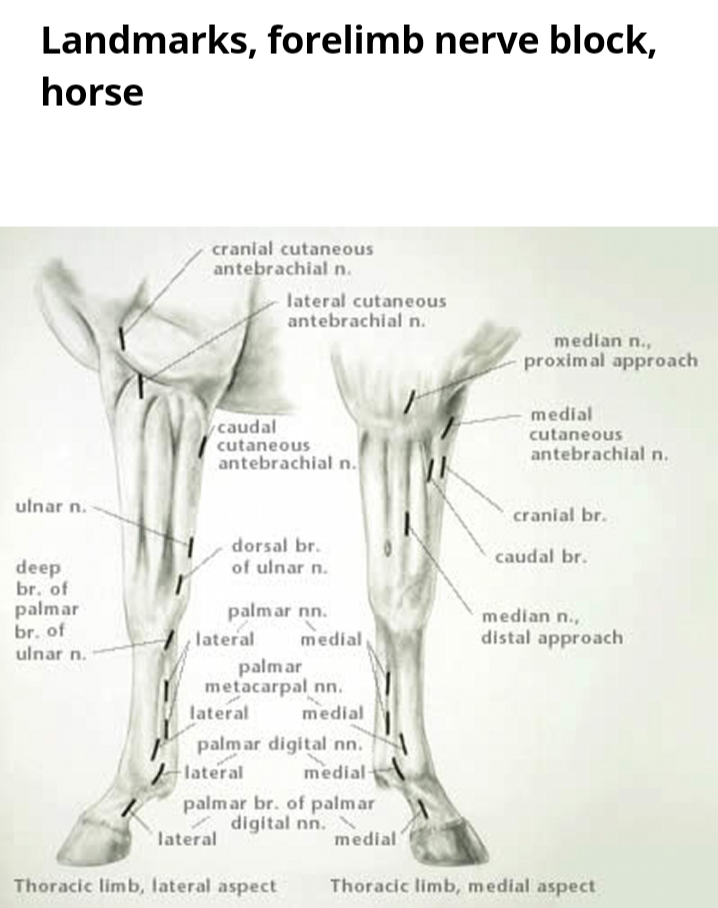 Landmarks, forelimb nerve block,
horse
cranial cutaneous
antebrachial n.
lateral cutaneous
antebrachial n.
median n.,
proximal approach
caudal
cutaneous
antebrachial n.
medial
cutaneous
antebrachial n.
ulnar n.
cranial br.
dorsal br.
of ulnar n.
caudal br.
deep
br. of
palmar
br. of
ulnar n.
median n.,
distal approach
palmar nn.
lateral medial
palmar
metacarpal nn.
lateral medial
palmar digital nn.
lateral medial
palmar br. of palmar
digital nn.
lateral medial
Thoracic limb, lateral aspect
Thoracic limb, medial aspect